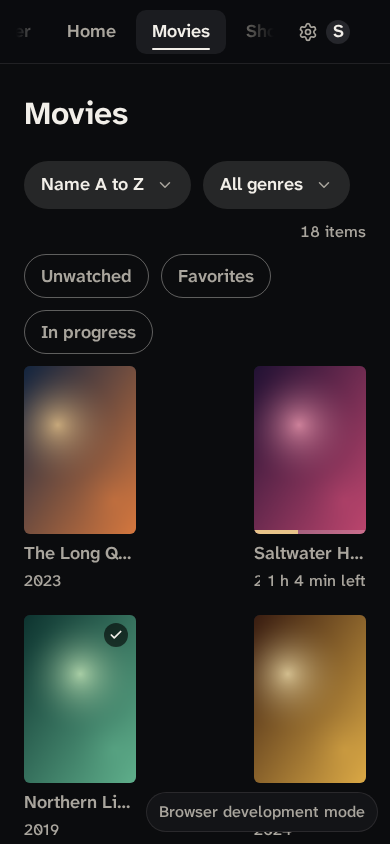 Home Movies S
Movies
Name A to Z All genres
18 items
Unwatched Favorites
In progress
The Long Q... Saltwater H...
2023 1 h 4 min left
Northern Li...
2019 Browser development mode